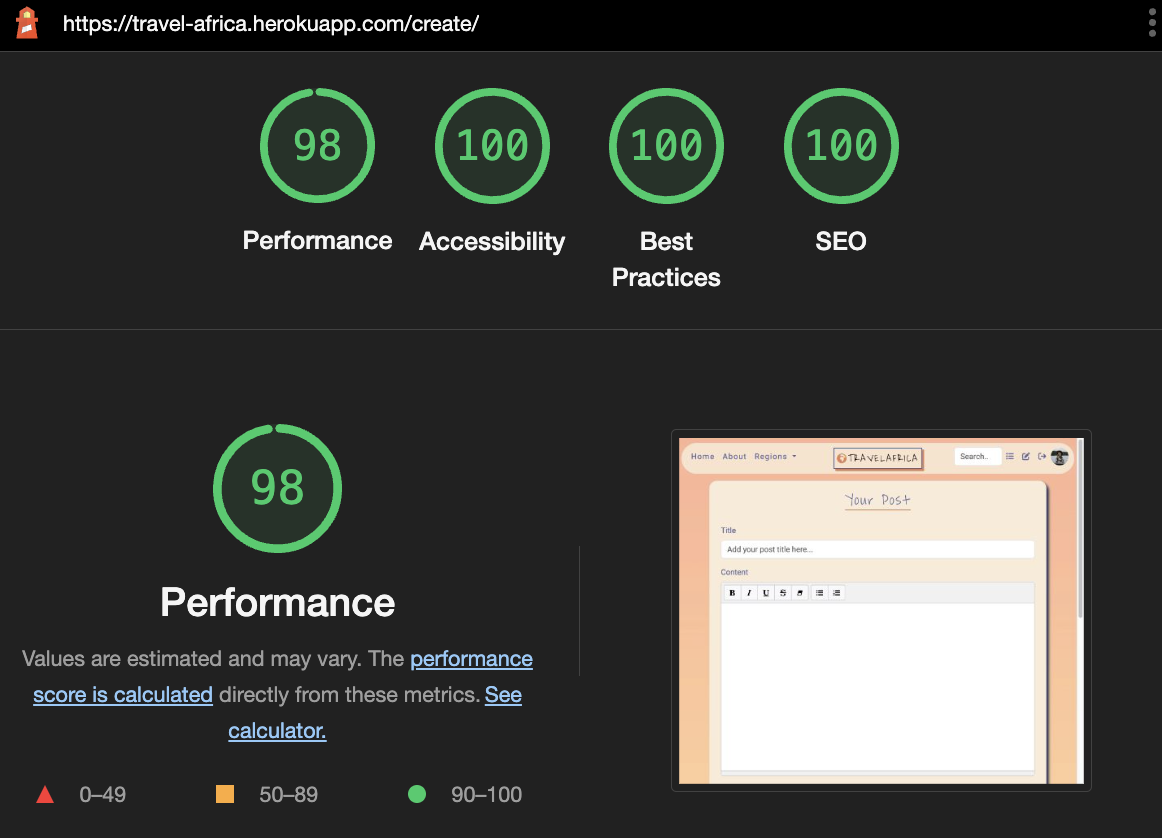 https://travel-africa.herokuapp.com/create/
98
100
100
100
Performance
Accessibility
Best
Practices
SEO
98
Performance
Values are estimated and may vary. The performance
score is calculated directly from these metrics. See
calculator.
0–49
50–89
90–100
Home About Regions
TRAVELAFRICA
Search..
Your Post
Title
Add your post title here...
Content
B I U S